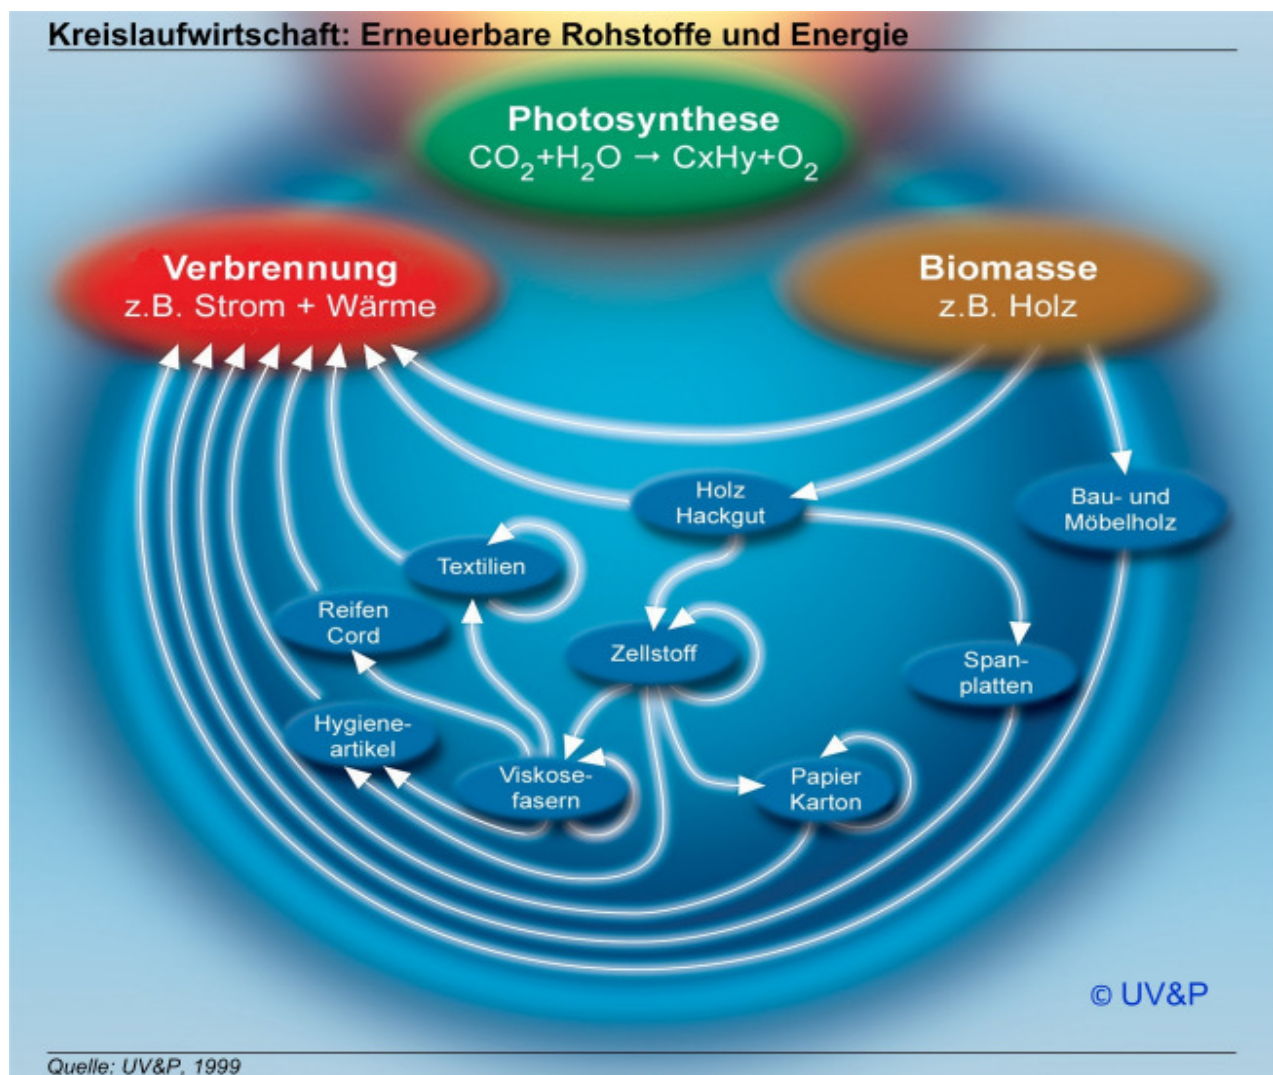 Kreislaufwirtschaft: Erneuerbare Rohstoffe und Energie
Photosynthese
CO₂+H₂O → CxHy+O₂
Verbrennung
z.B. Strom + Wärme
Biomasse
z.B. Holz
Holz
Hackgut
Bau- und
Möbelholz
Textilien
Reifen
Cord
Zellstoff
Span-
platten
Hygiene-
artikel
Viskose-
fasern
Papier
Karton
© UV&P
Quelle: UV&P, 1999